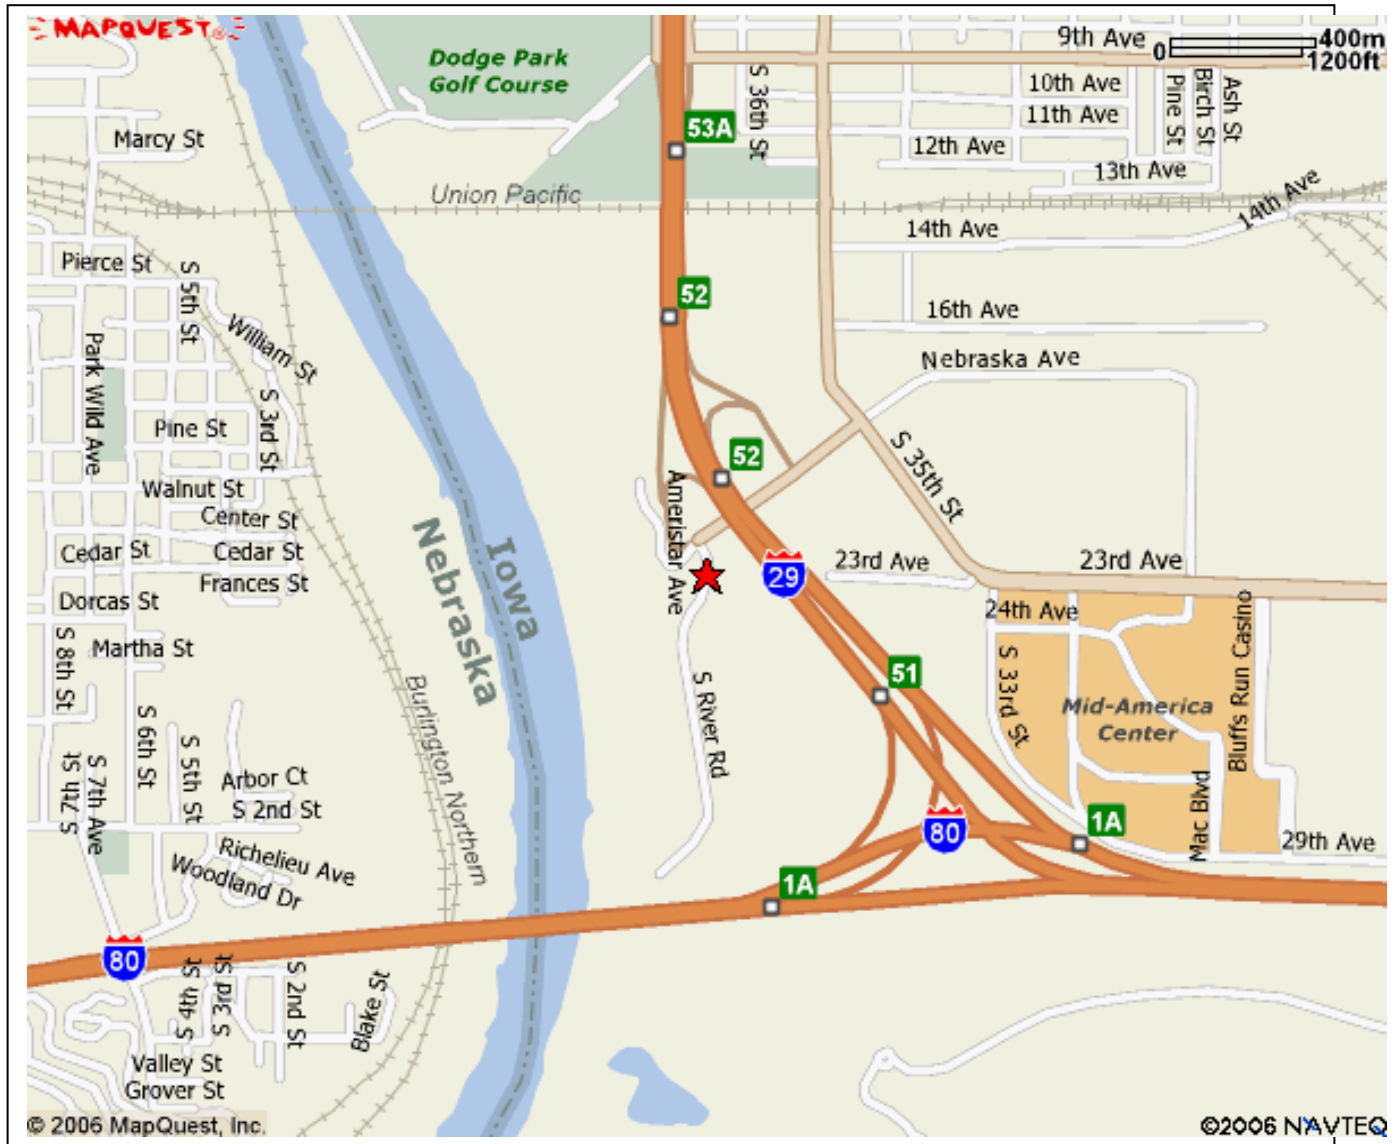 MAPQUEST®
Dodge Park
Golf Course
9th Ave
0
400m
1200ft
S 36th St
10th Ave
Pine St
Birch St
Ash St
11th Ave
53A
Marcy St
12th Ave
13th Ave
Union Pacific
14th Ave
14th Ave
Pierce St
S 5th St
52
16th Ave
William St
Park Wild Ave
Nebraska Ave
S 3rd St
Pine St
S 35th St
52
Walnut St
Ameristar Ave
Center St
Cedar St
Cedar St
Frances St
Nebraska
Iowa
29
23rd Ave
23rd Ave
Dorcas St
24th Ave
Bluffs Run Casino
S 8th St
Martha St
S 33rd St
51
S River Rd
Mid-America
Center
Burlington Northern
S 6th St
S 5th St
S 7th St
S 7th Ave
Arbor Ct
S 2nd St
Mac Blvd
80
1A
29th Ave
Richelieu Ave
Woodland Dr
1A
80
S 4th St
S 3rd St
S 2nd St
Blake St
Valley St
Grover St
© 2006 MapQuest, Inc.
©2006 NAVTEQ